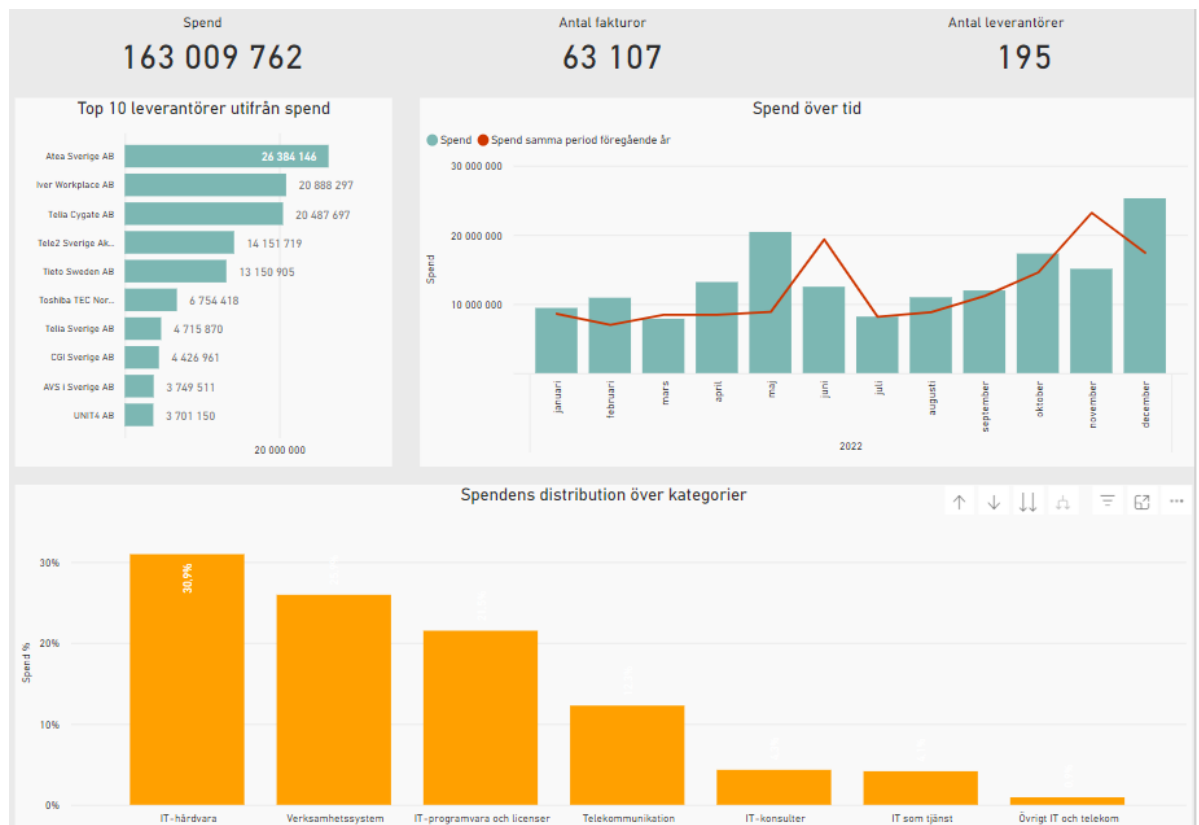 Spend
163 009 762
Antal fakturor
63 107
Antal leverantörer
195
Top 10 leverantörer utifrån spend
Atea Sverige AB
26 384 146
Iver Workplace AB
20 888 297
Telia Cygate AB
20 487 697
Tele2 Sverige Ak...
14 151 719
Tieto Sweden AB
13 150 905
Toshiba TEC Nor...
6 754 418
Telia Sverige AB
4 715 870
CGI Sverige AB
4 426 961
AVS i Sverige AB
3 749 511
UNIT4 AB
3 701 150
20 000 000
Spend över tid
Spend
Spend samma period föregående år
30 000 000
20 000 000
10 000 000
Spend
januari
februari
mars
april
maj
juni
juli
augusti
september
oktober
november
december
2022
Spendens distribution över kategorier
30%
20%
10%
0%
Spend %
30,9%
IT-hårdvara
Verksamhetssystem
IT-programvara och licenser
Telekommunikation
IT-konsulter
IT som tjänst
Övrigt IT och telekom